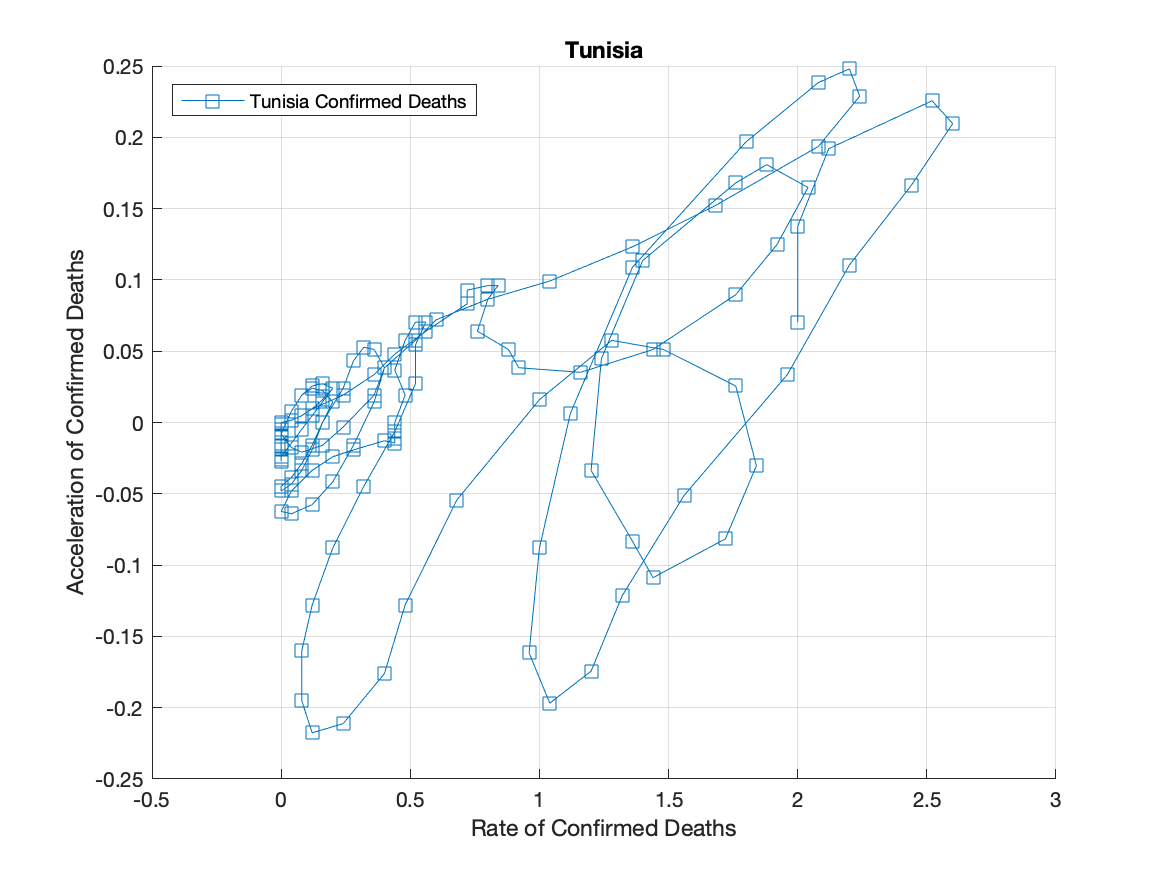 Tunisia
Tunisia Confirmed Deaths
0.25
0.2
0.15
0.1
0.05
0
-0.05
-0.1
-0.15
-0.2
-0.25
Acceleration of Confirmed Deaths
-0.5 0 0.5 1 1.5 2 2.5 3
Rate of Confirmed Deaths